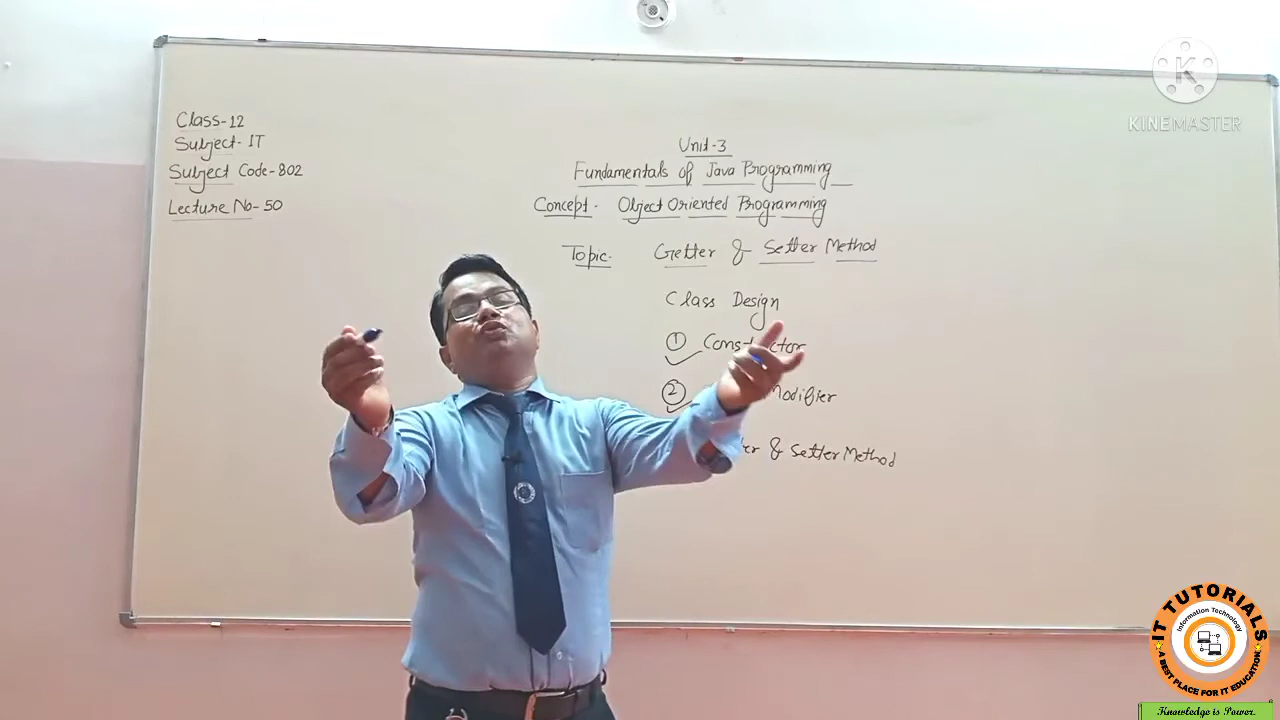 Class-12
Subject-IT
Subject Code-802
Lecture No-50
Unit-3
Fundamentals of Java Programming
Concept- Object Oriented Programming
Topic- Getter & Setter Method
Class Design
①
② Modifier
& Setter Method
KINEMASTER
IT TUTORIALS
Information Technology
A BEST PLACE FOR IT EDUCATION
Knowledge is Power.